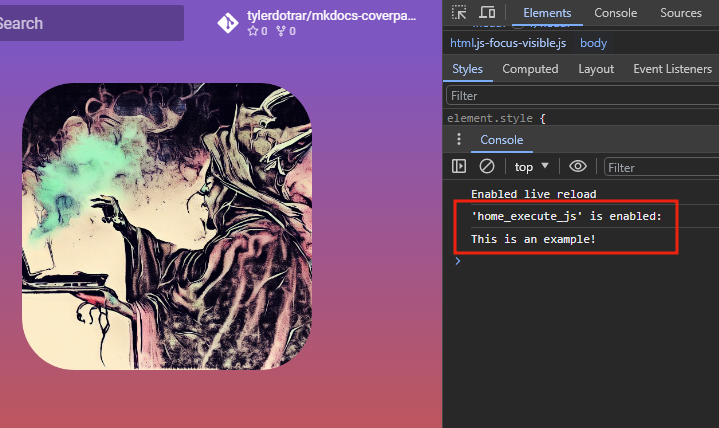 Search
tylerdotrar/mkdocs-coverpa...
0 0
Elements Console Sources
html.js-focus-visible.js body
Styles Computed Layout Event Listeners
Filter
element.style {
Console
top Filter
Enabled live reload
'home_execute_js' is enabled:
This is an example!